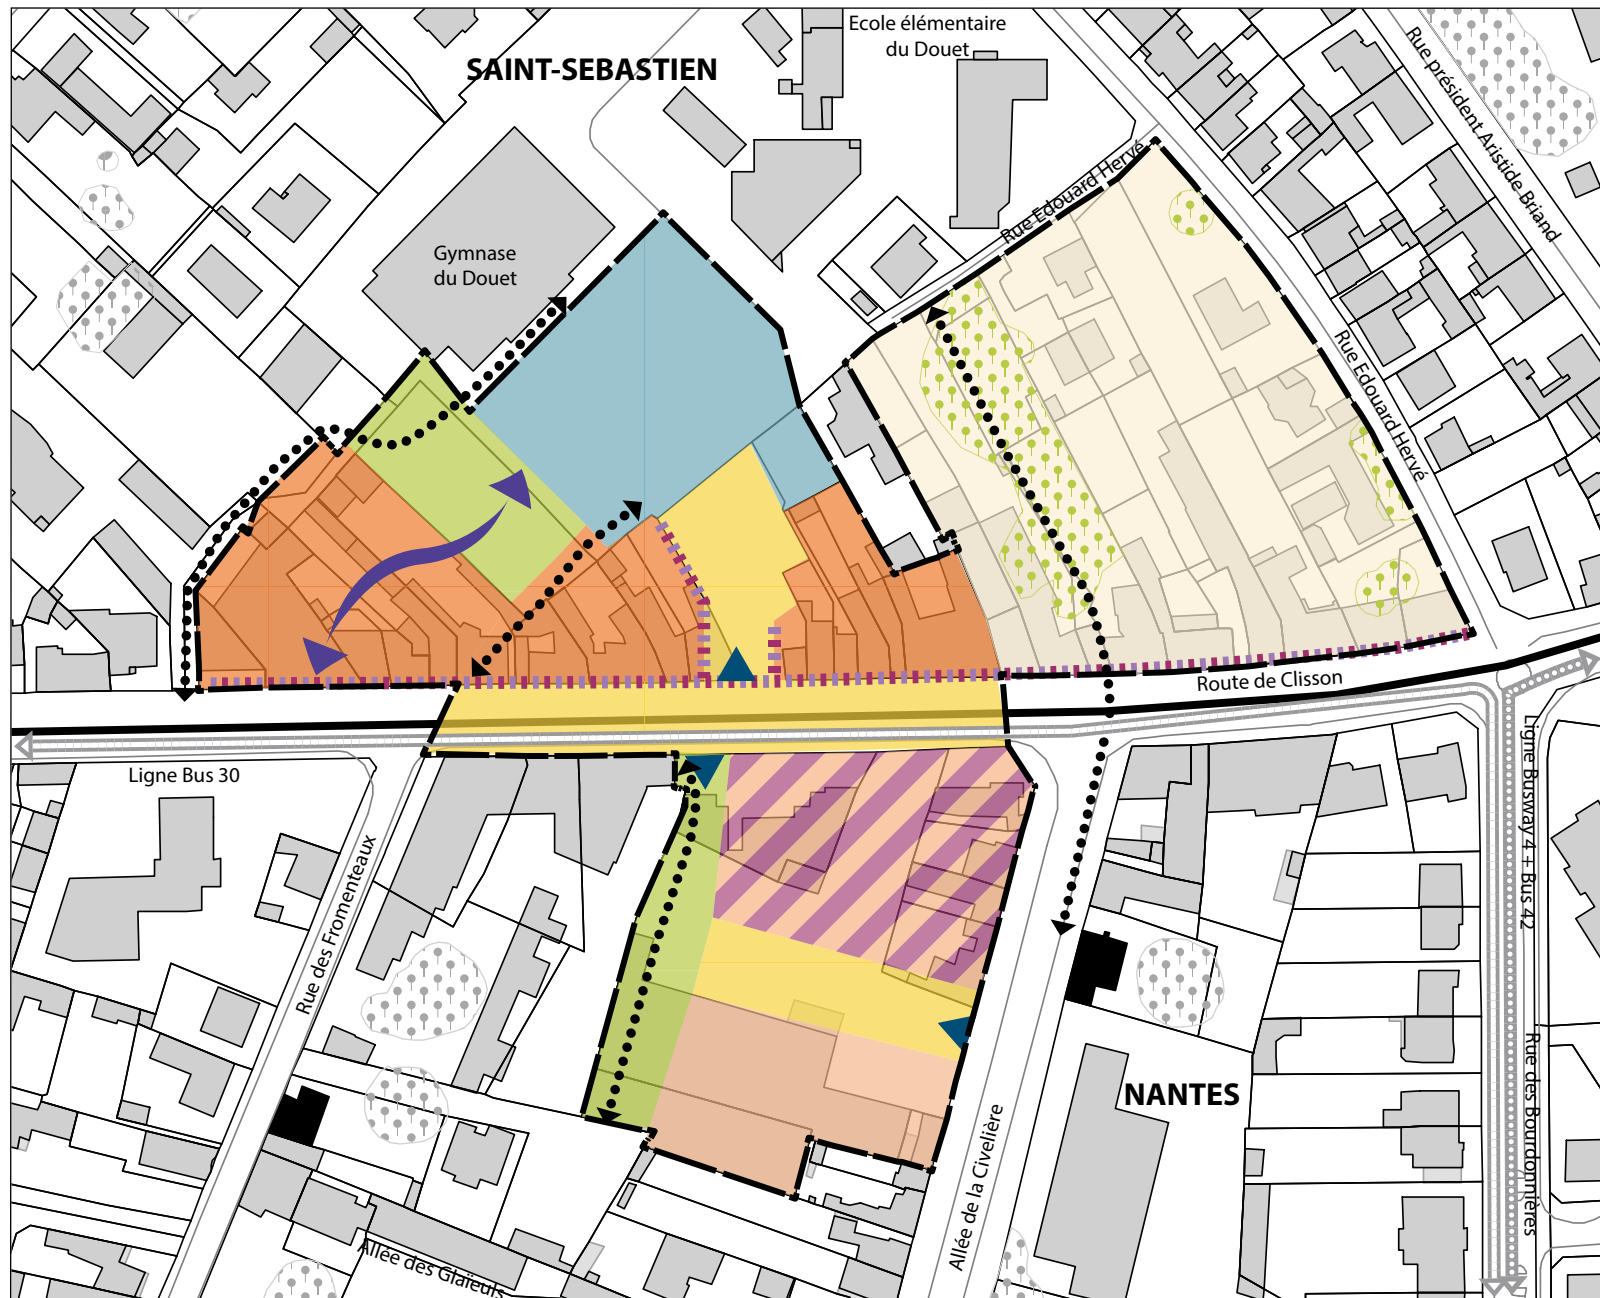 Ecole élémentaire
du Douet
SAINT-SEBASTIEN
Rue président Aristide Briand
Rue Edouard Hervé
Gymnase
du Douet
Rue Edouard Hervé
Route de Clisson
Ligne Bus 30
Ligne Busway 4 + Bus 42
Rue des Fromenteaux
NANTES
Rue des Bourdonnières
Allée de la Civelière
Allée des Glaïeuls